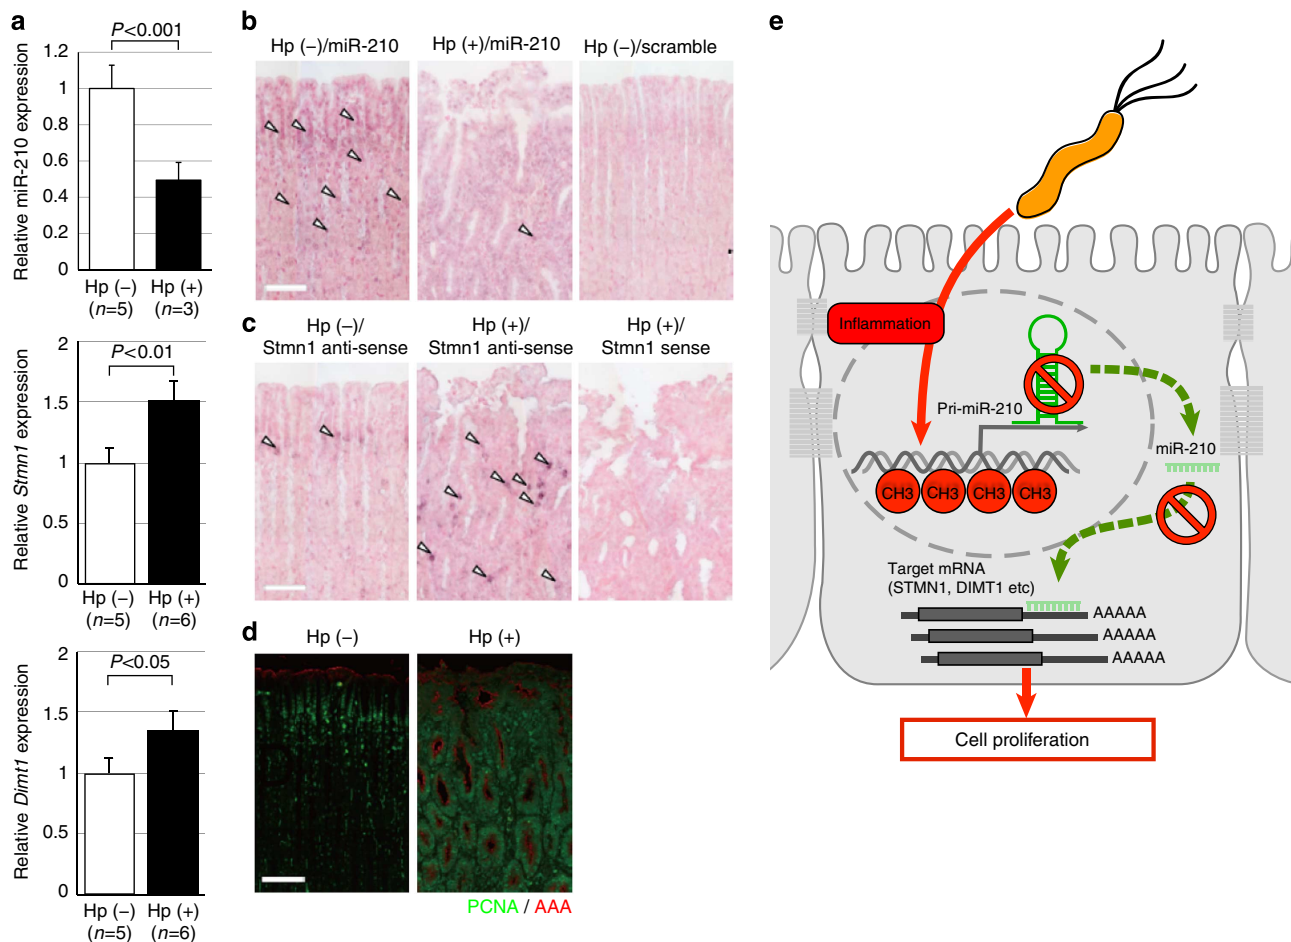 a
P<0.001
Relative miR-210 expression
1.2
1
0.8
0.6
0.4
0.2
0
Hp (−)
(n=5)
Hp (+)
(n=3)
P<0.01
Relative Stmn1 expression
2
1.5
1
0.5
0
Hp (−)
(n=5)
Hp (+)
(n=6)
P<0.05
Relative Dimt1 expression
2
1.5
1
0.5
0
Hp (−)
(n=5)
Hp (+)
(n=6)
b
Hp (−)/miR-210
Hp (+)/miR-210
Hp (−)/scramble
c
Hp (−)/
Stmn1 anti-sense
Hp (+)/
Stmn1 anti-sense
Hp (+)/
Stmn1 sense
d
Hp (−)
Hp (+)
PCNA / AAA
e
Inflammation
Pri-miR-210
miR-210
CH3
CH3
CH3
CH3
Target mRNA
(STMN1, DIMT1 etc)
AAAAA
AAAAA
AAAAA
Cell proliferation